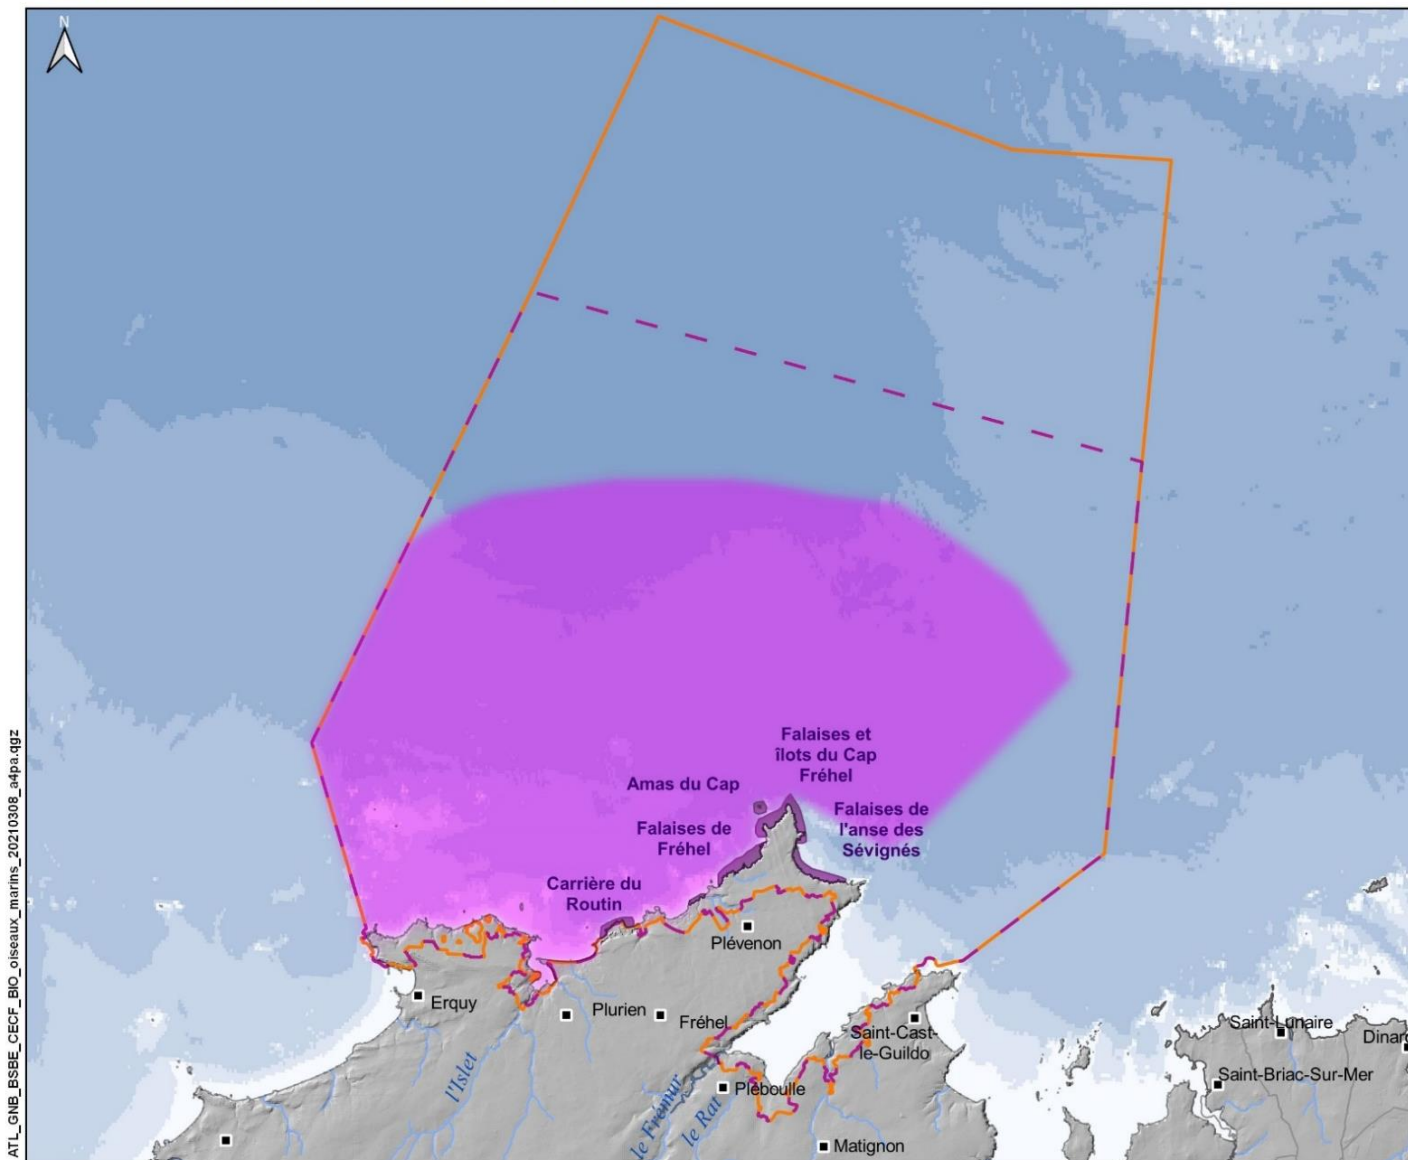 N
Falaises et
îlots du Cap
Fréhel
Amas du Cap
Falaises de
Fréhel
Falaises de
l'anse des
Sévignés
Carrière du
Routin
Plévenon
Erquy
Plurien
Fréhel
Saint-Cast-
le-Guildo
Saint-Lunaire
Dinard
Saint-Briac-Sur-Mer
l'Islet
le Frémur
le Rat
Pléboulle
Matignon
ATL_GNB_BSBE_CECF_BIO_oiseaux_marins_20210308_a4pa.qgz